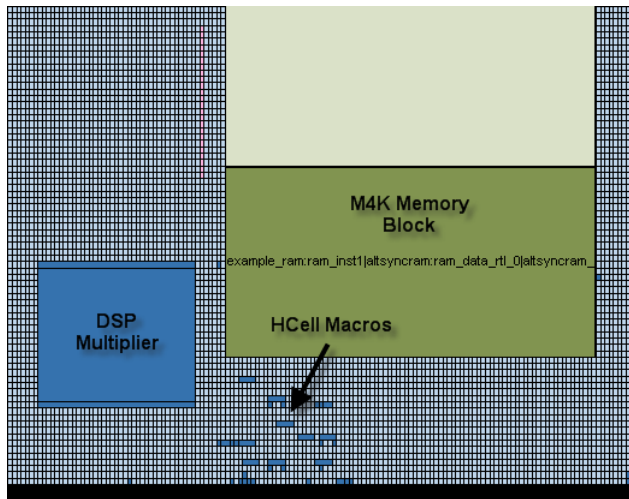 M4K Memory
Block
example_ram:ram_inst1|altsyncram:ram_data_rtl_0|altsyncram_
DSP
Multiplier
HCell Macros